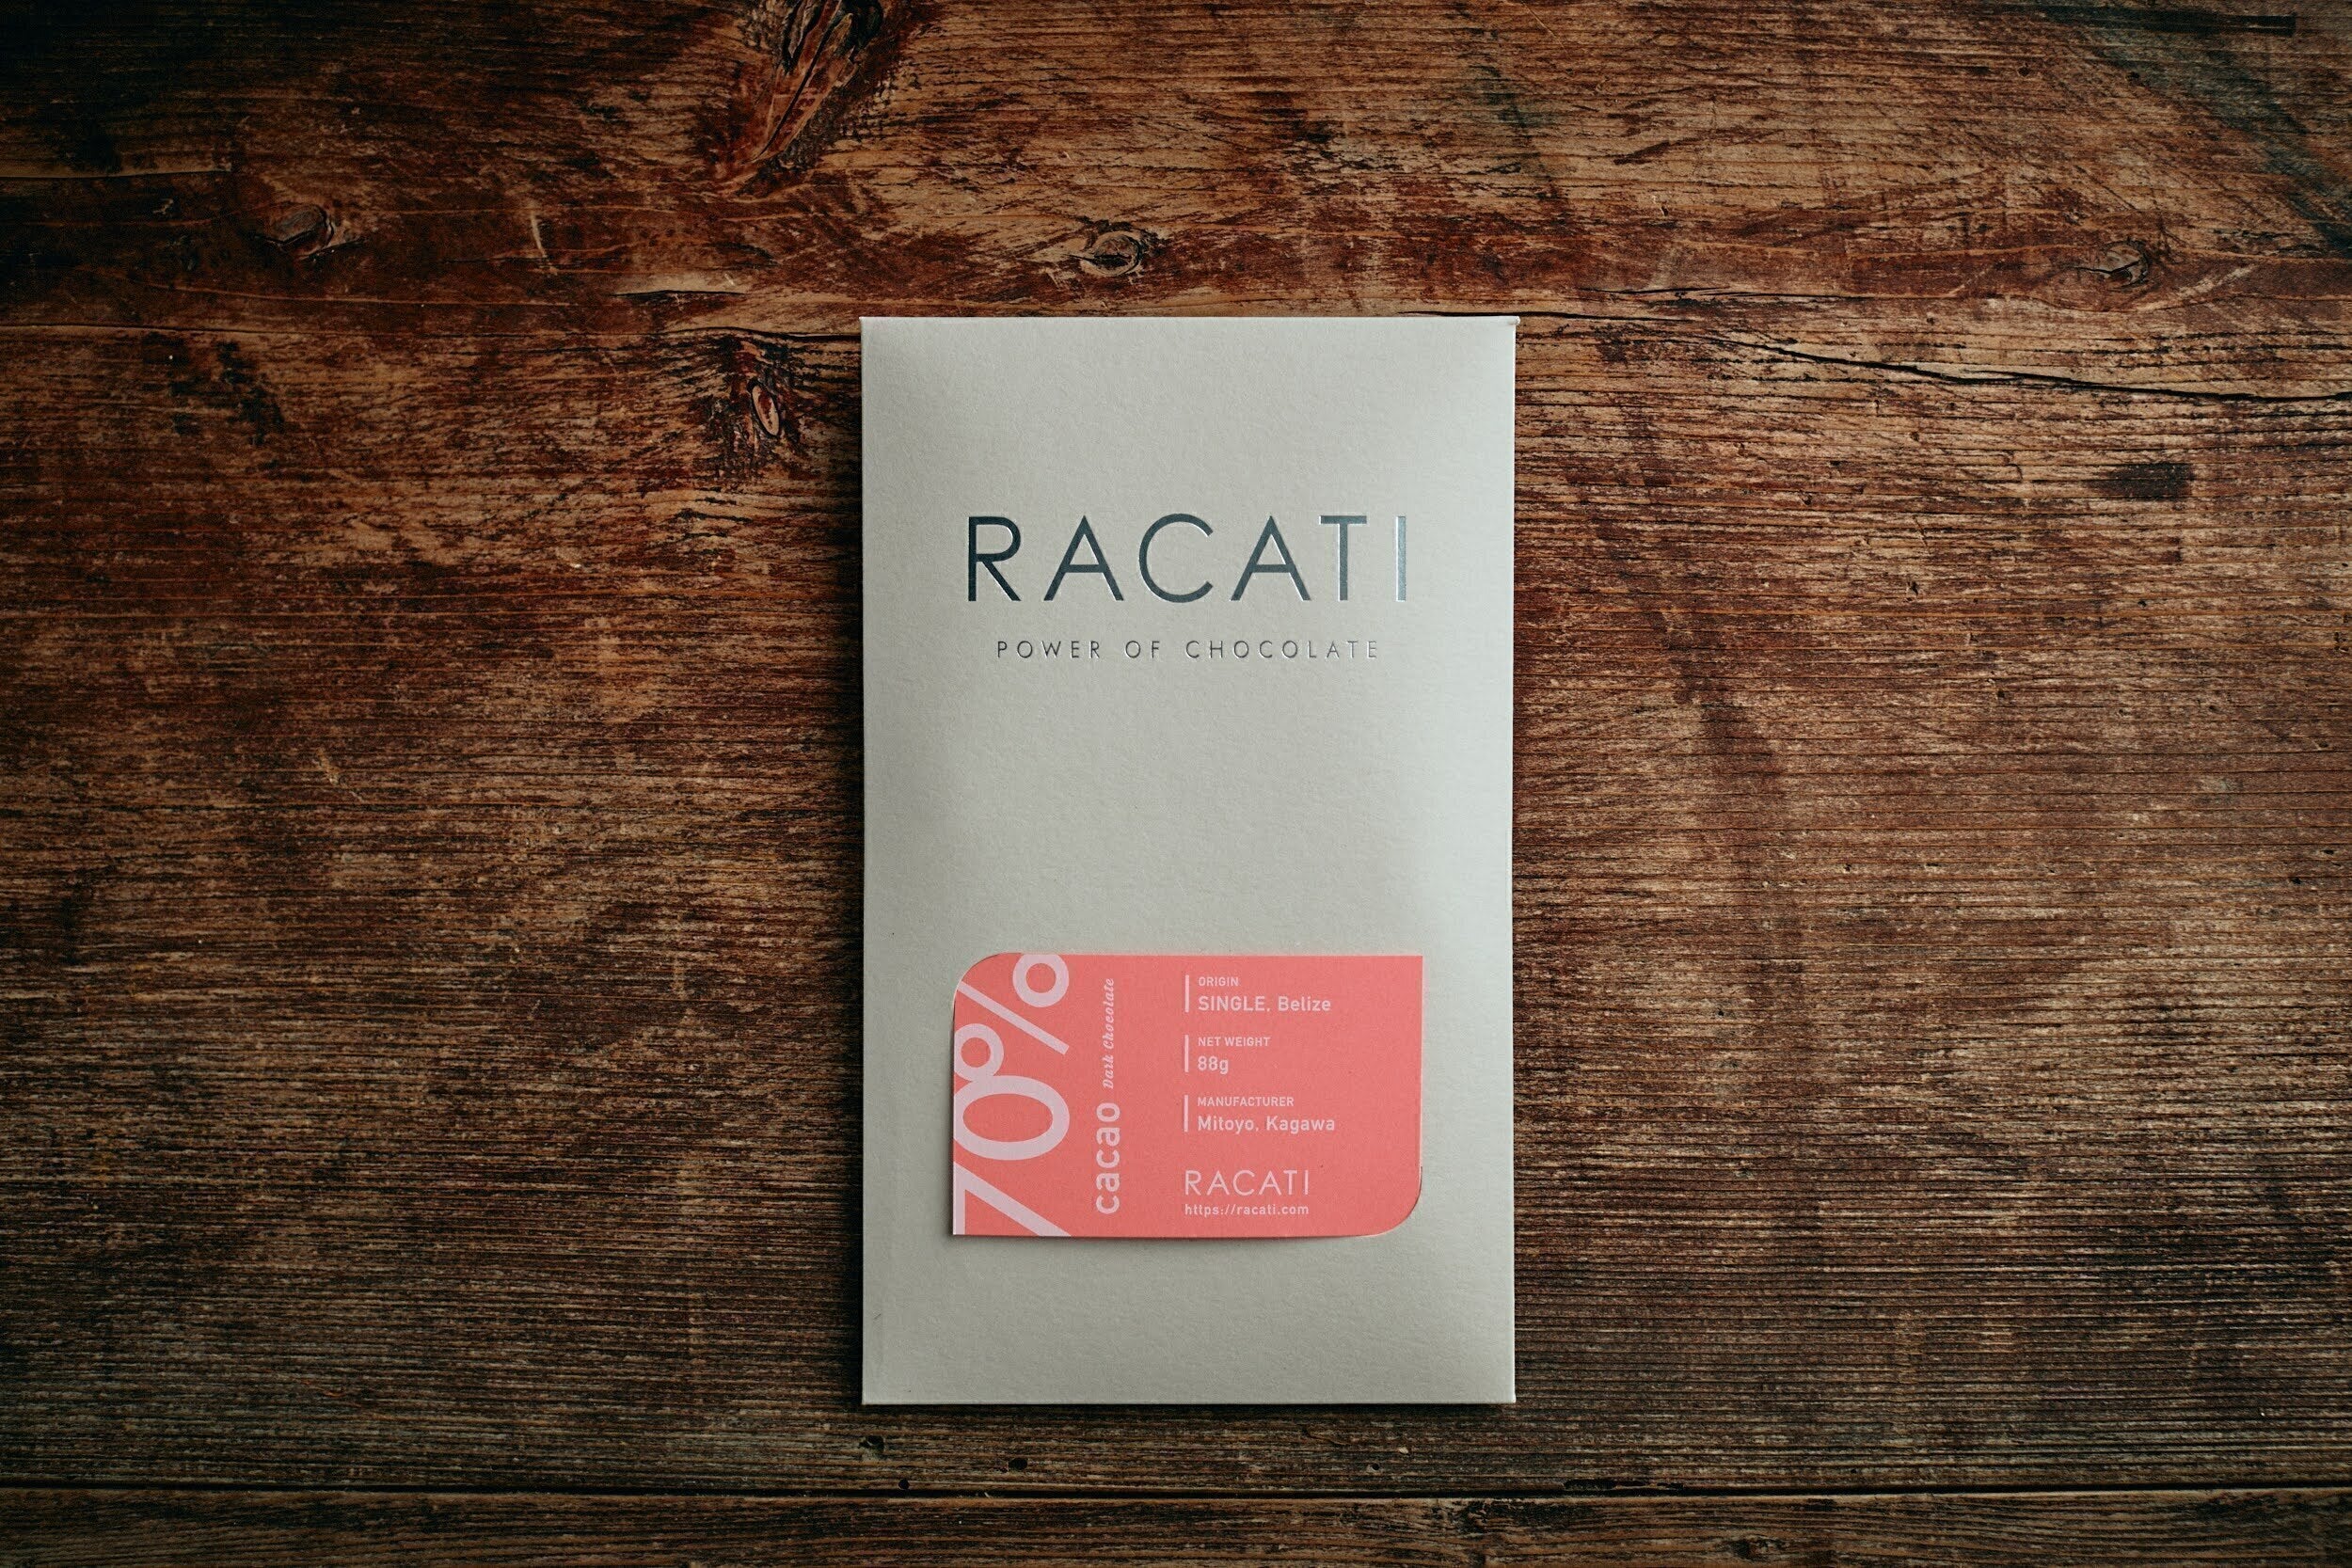 RACATI
POWER OF CHOCOLATE
70%
cacao Dark Chocolate
ORIGIN
SINGLE, Belize
NET WEIGHT
88g
MANUFACTURER
Mitoyo, Kagawa
RACATI
https://racati.com